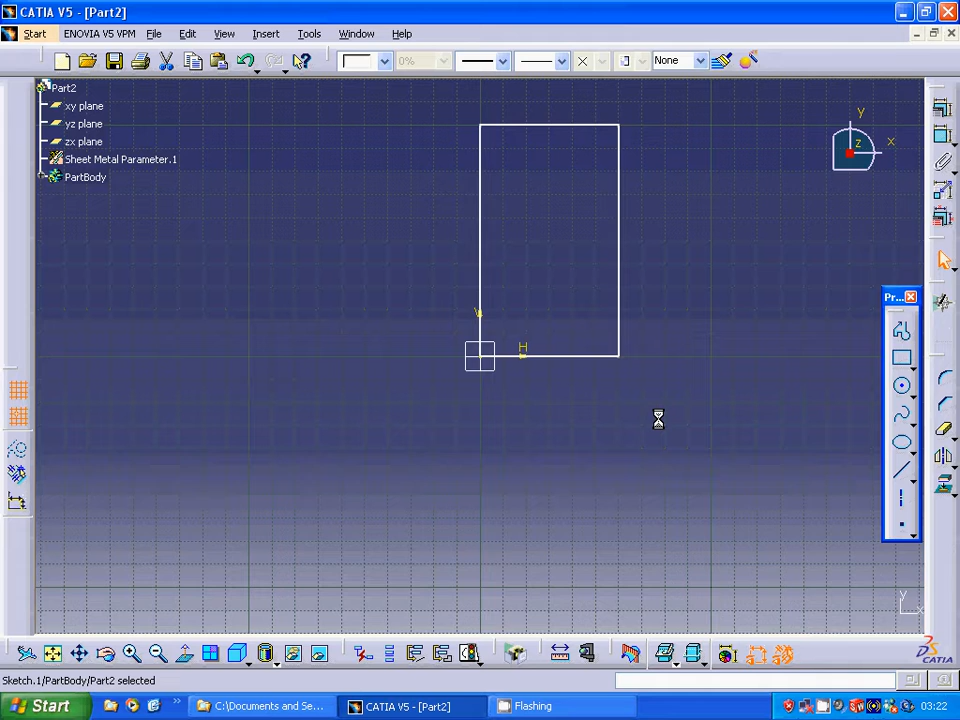 CATIA V5 - [Part2]
Start ENOVIA V5 VPM File Edit View Insert Tools Window Help
0% None
Part2
xy plane
yz plane
zx plane
Sheet Metal Parameter.1
PartBody
y
x
z
V
H
Pr...
y
x
DS
CATIA
Sketch.1/PartBody/Part2 selected
Start C:\Documents and Se... CATIA V5 - [Part2] Flashing 03:22